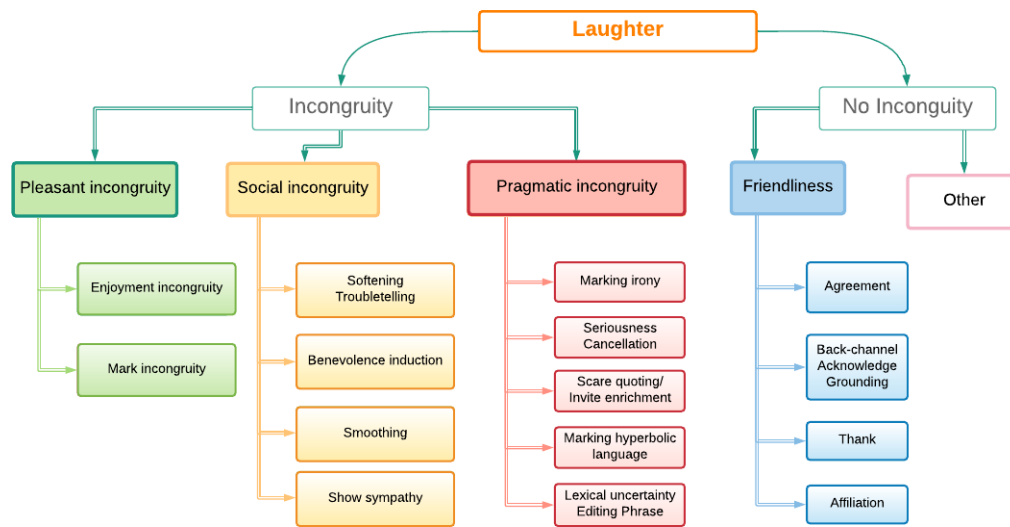 Laughter
Incongruity
No Inconguity
Pleasant incongruity
Social incongruity
Pragmatic incongruity
Friendliness
Other
Enjoyment incongruity
Mark incongruity
Softening
Troubletelling
Benevolence induction
Smoothing
Show sympathy
Marking irony
Seriousness
Cancellation
Scare quoting/
Invite enrichment
Marking hyperbolic
language
Lexical uncertainty
Editing Phrase
Agreement
Back-channel
Acknowledge
Grounding
Thank
Affiliation